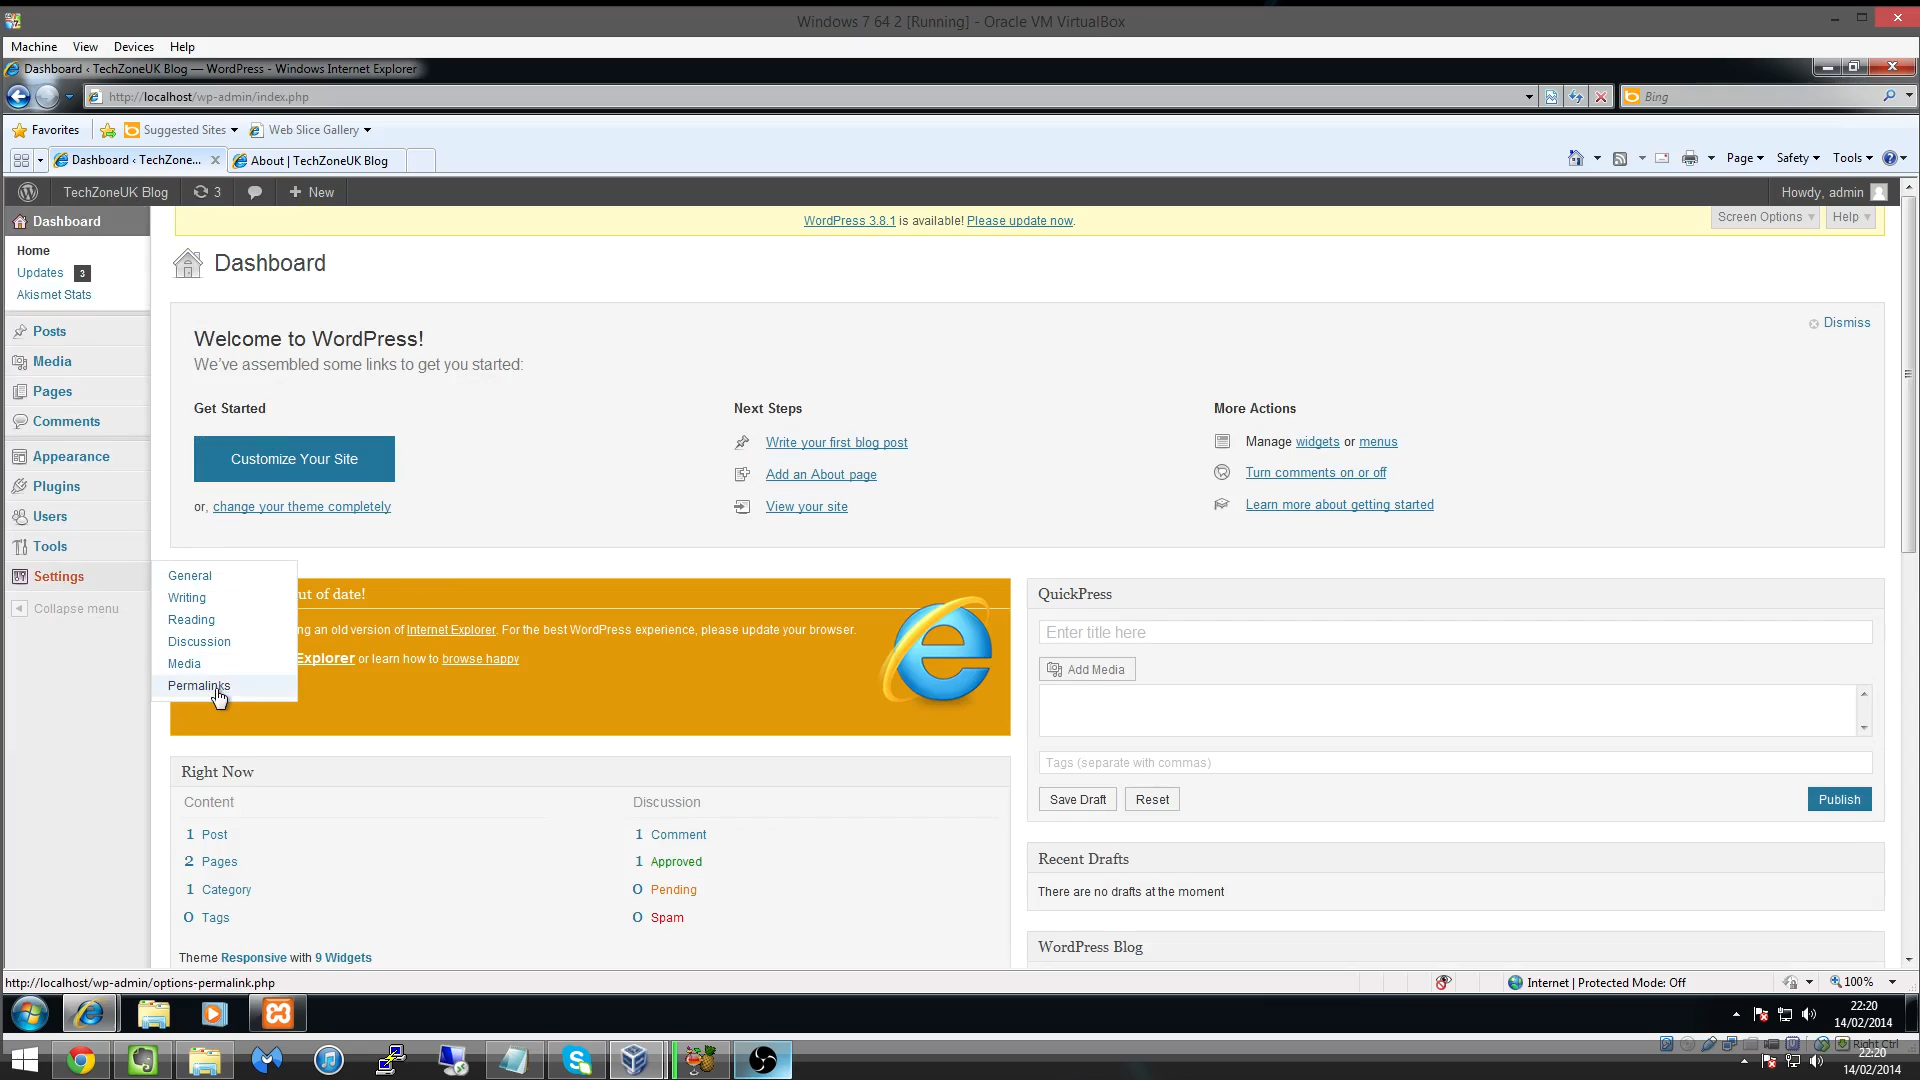 Windows 7 64 2 [Running] - Oracle VM VirtualBox
Machine View Devices Help
Dashboard ‹ TechZoneUK Blog — WordPress - Windows Internet Explorer
http://localhost/wp-admin/index.php
Bing
Favorites Suggested Sites Web Slice Gallery
Dashboard ‹ TechZone... About | TechZoneUK Blog
Page Safety Tools
TechZoneUK Blog 3 New
Howdy, admin
Dashboard
Home
Updates 3
Akismet Stats
Posts
Media
Pages
Comments
Appearance
Plugins
Users
Tools
Settings
Collapse menu
General
Writing
Reading
Discussion
Media
Permalinks
WordPress 3.8.1 is available! Please update now.
Screen Options Help
Dashboard
Welcome to WordPress!
We've assembled some links to get you started:
Dismiss
Get Started
Customize Your Site
or, change your theme completely
Next Steps
Write your first blog post
Add an About page
View your site
More Actions
Manage widgets or menus
Turn comments on or off
Learn more about getting started
ut of date!
ng an old version of Internet Explorer. For the best WordPress experience, please update your browser.
Explorer or learn how to browse happy
Right Now
Content
1 Post
2 Pages
1 Category
0 Tags
Discussion
1 Comment
1 Approved
0 Pending
0 Spam
Theme Responsive with 9 Widgets
QuickPress
Enter title here
Add Media
Tags (separate with commas)
Save Draft Reset Publish
Recent Drafts
There are no drafts at the moment
WordPress Blog
http://localhost/wp-admin/options-permalink.php
Internet | Protected Mode: Off
100%
22:20
14/02/2014
Right Ctrl
22:20
14/02/2014